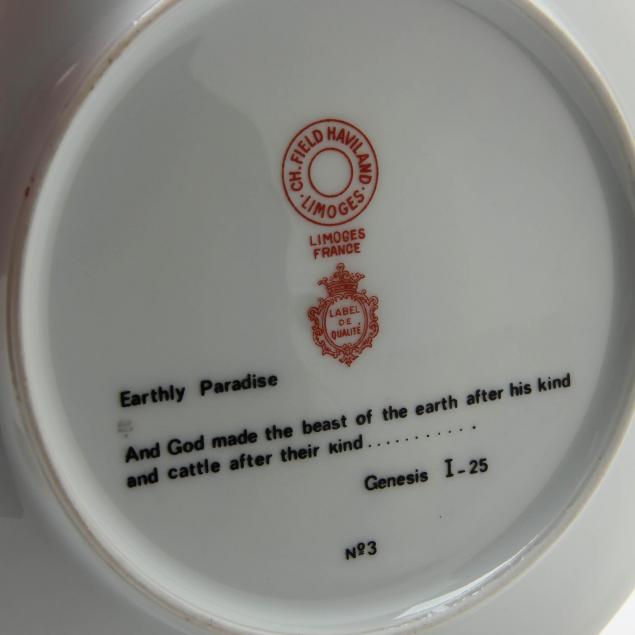 CH. FIELD HAVILAND
· LIMOGES ·
LIMOGES
FRANCE
LABEL
DE
QUALITÉ
Earthly Paradise
And God made the beast of the earth after his kind
and cattle after their kind...........
Genesis I-25
Nº3